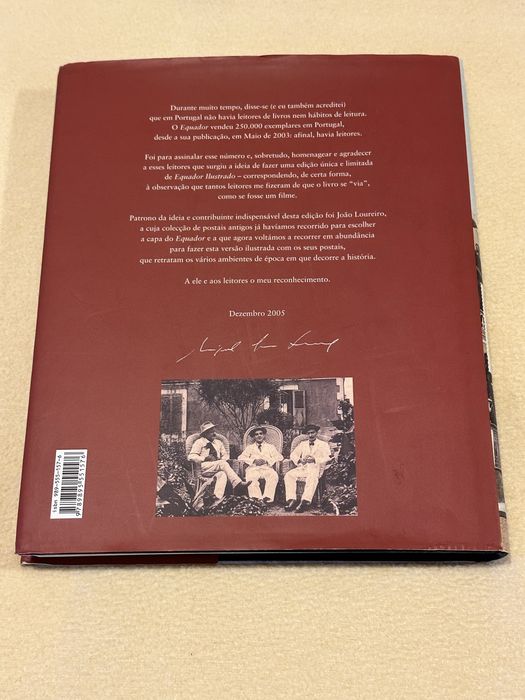 Durante muito tempo, disse-se (e eu também acreditei)
que em Portugal não havia leitores de livros nem hábitos de leitura.
O Equador vendeu 250.000 exemplares em Portugal,
desde a sua publicação, em Maio de 2003: afinal, havia leitores.
Foi para assinalar esse número e, sobretudo, homenagear e agradecer
a esses leitores que surgiu a ideia de fazer uma edição única e limitada
de Equador Ilustrado – correspondendo, de certa forma,
à observação que tantos leitores me fizeram de que o livro se “via”,
como se fosse um filme.
Patrono da ideia e contribuinte indispensável desta edição foi João Loureiro,
a cuja colecção de postais antigos já havíamos recorrido para escolher
a capa do Equador e a que agora voltámos a recorrer em abundância
para fazer esta versão ilustrada com os seus postais,
que retratam os vários ambientes de época em que decorre a história.
A ele e aos leitores o meu reconhecimento.
Dezembro 2005
isbn 989-555-157-6
9789895551576